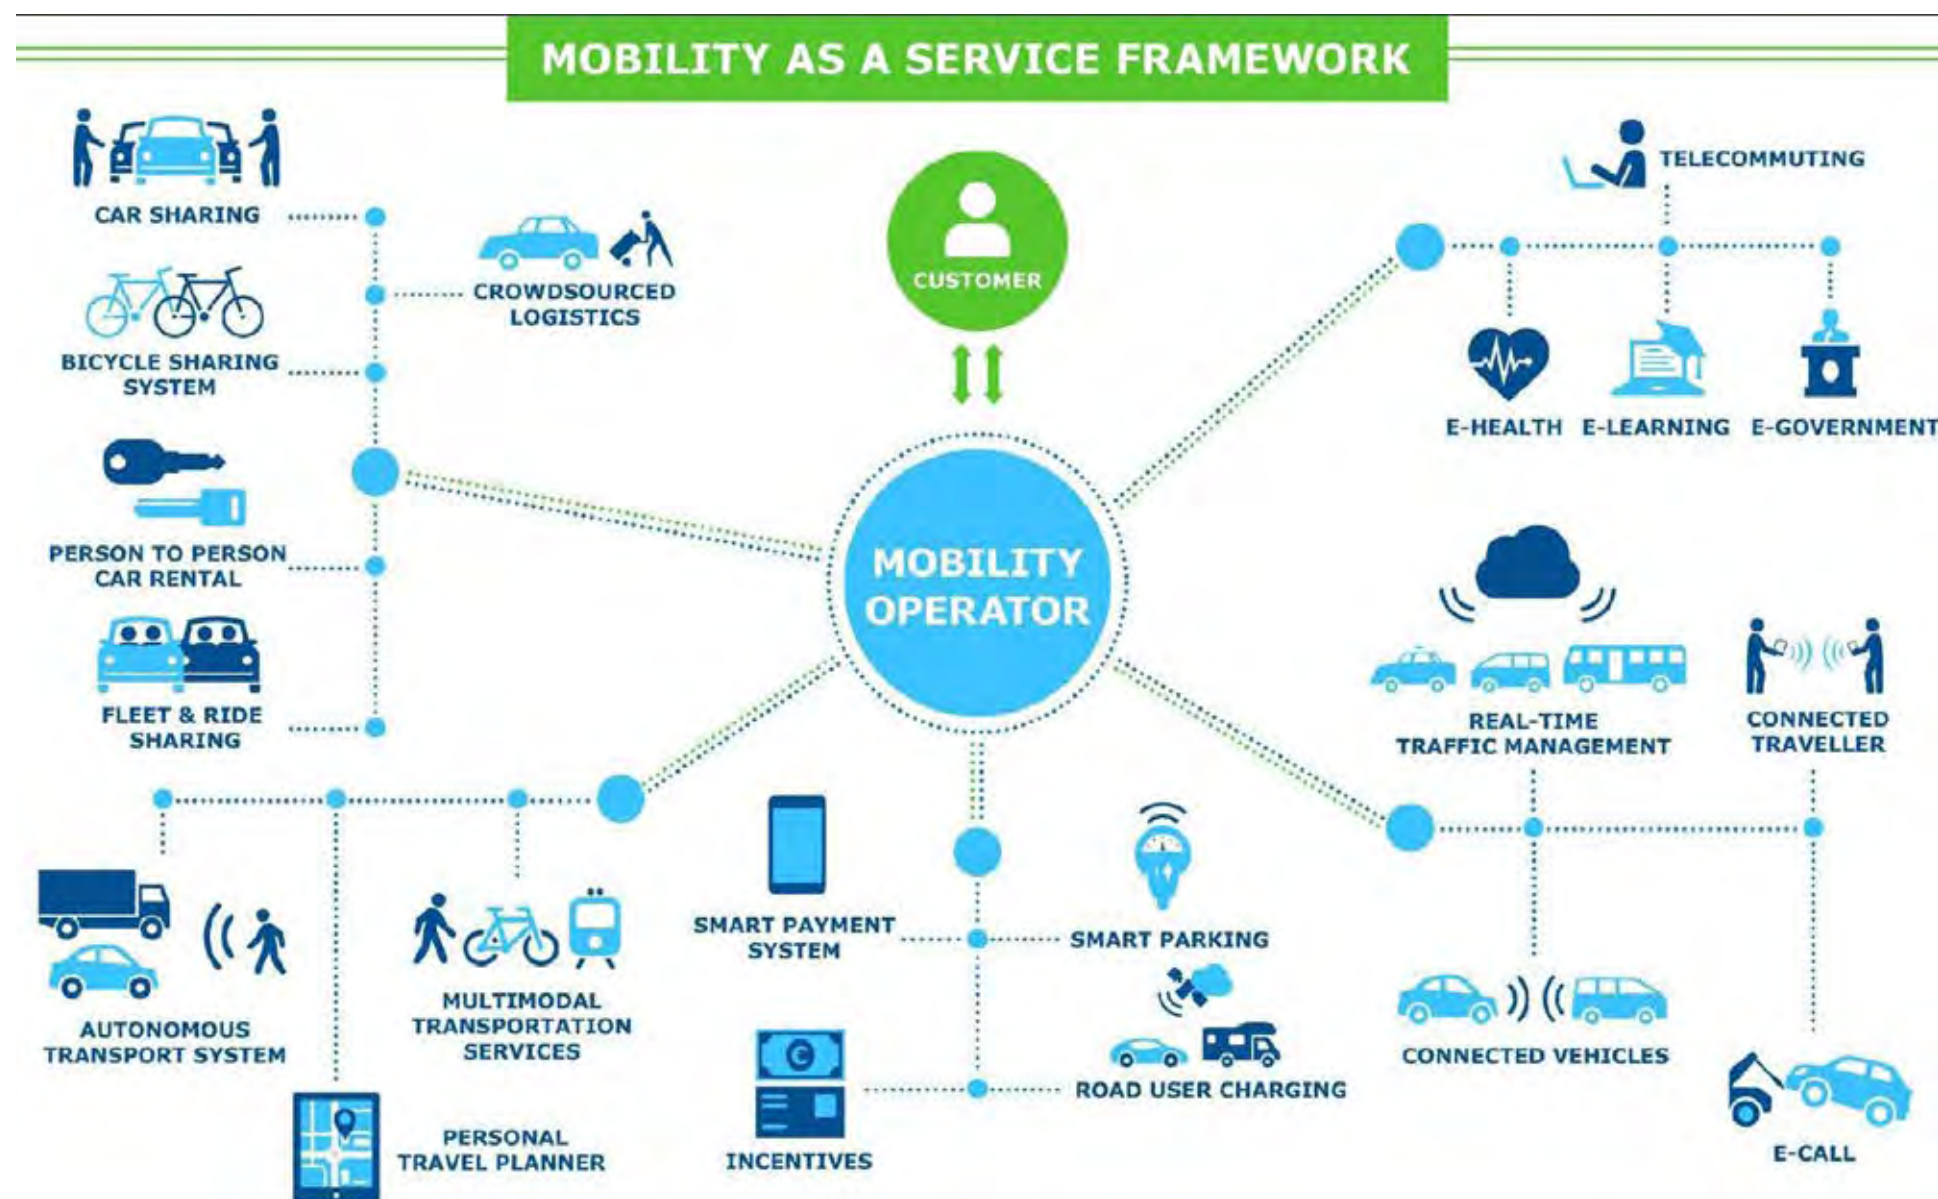 MOBILITY AS A SERVICE FRAMEWORK
CAR SHARING
CROWDSOURCED
LOGISTICS
BICYCLE SHARING
SYSTEM
PERSON TO PERSON
CAR RENTAL
FLEET & RIDE
SHARING
CUSTOMER
MOBILITY
OPERATOR
TELECOMMUTING
E-HEALTH
E-LEARNING
E-GOVERNMENT
REAL-TIME
TRAFFIC MANAGEMENT
CONNECTED
TRAVELLER
AUTONOMOUS
TRANSPORT SYSTEM
MULTIMODAL
TRANSPORTATION
SERVICES
PERSONAL
TRAVEL PLANNER
SMART PAYMENT
SYSTEM
SMART PARKING
INCENTIVES
ROAD USER CHARGING
CONNECTED VEHICLES
E-CALL